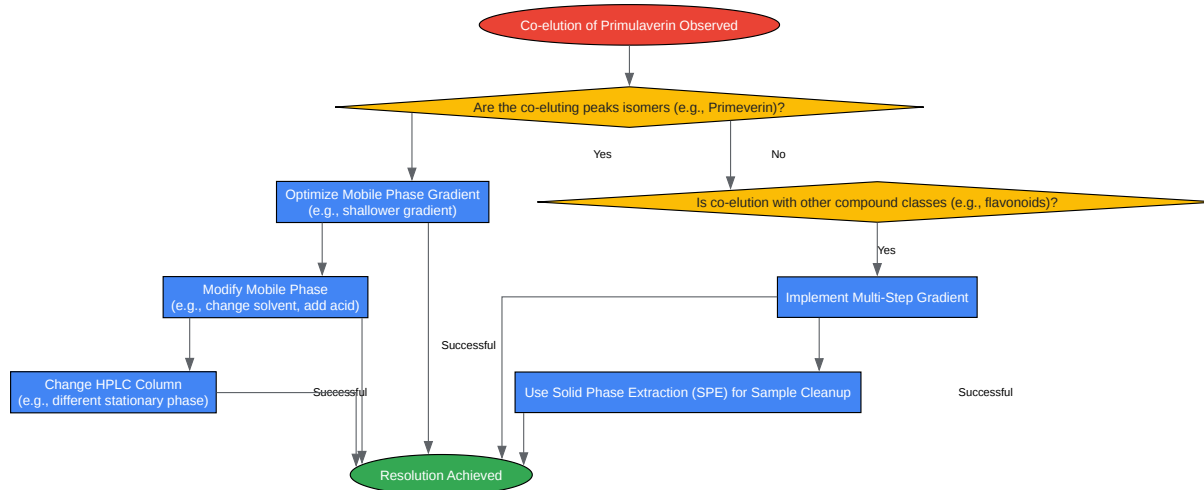 Co-elution of Primulaverin Observed
Are the co-eluting peaks isomers (e.g., Primeverin)?
Yes
No
Optimize Mobile Phase Gradient
(e.g., shallower gradient)
Is co-elution with other compound classes (e.g., flavonoids)?
Yes
Modify Mobile Phase
(e.g., change solvent, add acid)
Implement Multi-Step Gradient
Successful
Change HPLC Column
(e.g., different stationary phase)
Successful
Use Solid Phase Extraction (SPE) for Sample Cleanup
Successful
Resolution Achieved